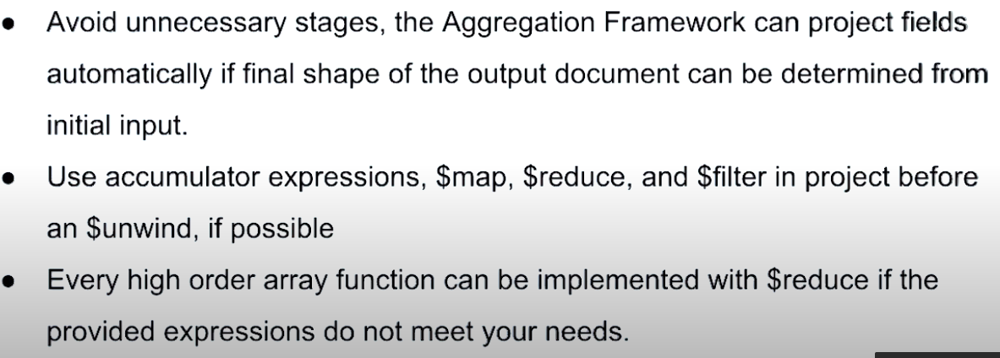 ● Avoid unnecessary stages, the Aggregation Framework can project fields
automatically if final shape of the output document can be determined from
initial input.
● Use accumulator expressions, $map, $reduce, and $filter in project before
an $unwind, if possible
● Every high order array function can be implemented with $reduce if the
provided expressions do not meet your needs.